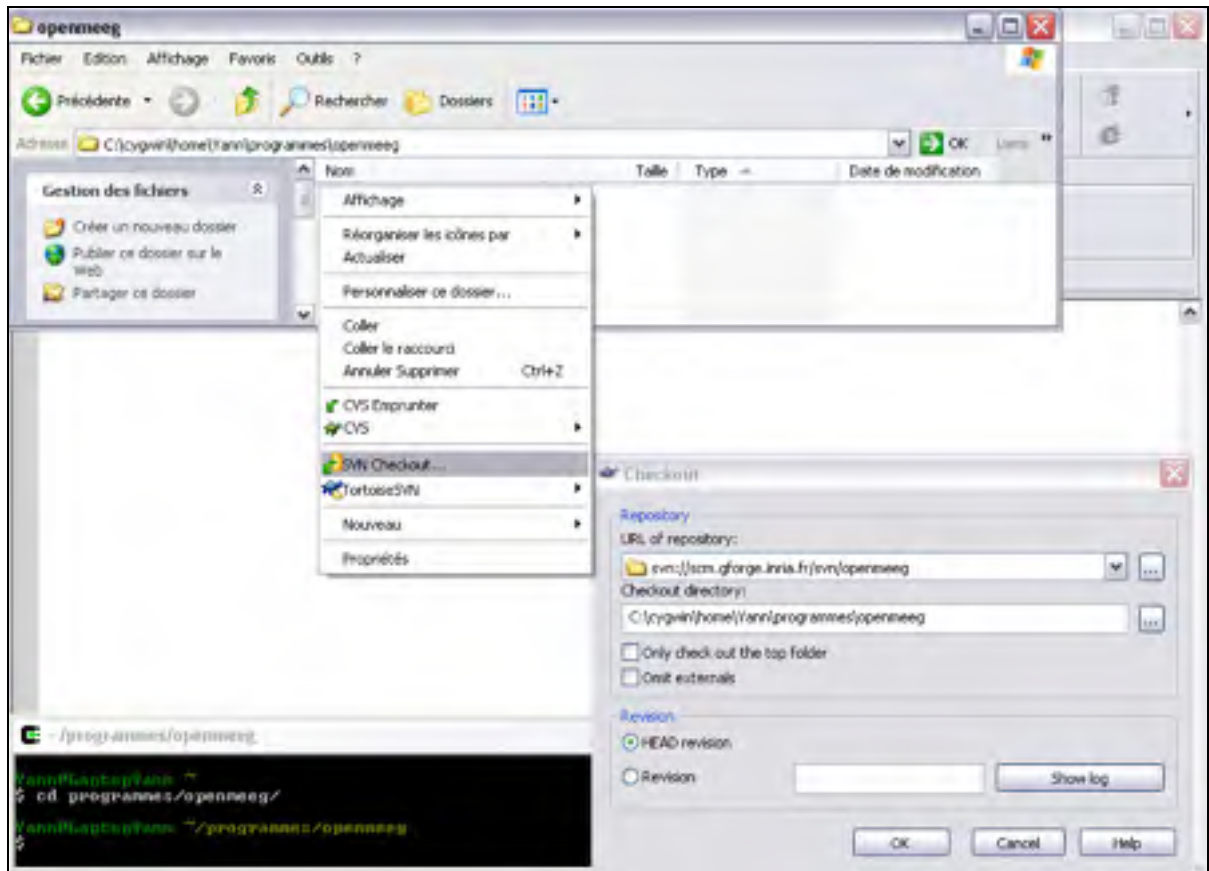 openmeeg
Fichier Edition Affichage Favoris Outils ?
Précédente Rechercher Dossiers
Adresse C:\cygwin\home\Yann\programmes\openmeeg OK Liens "
Nom Taille Type Date de modification
Gestion des fichiers
Créer un nouveau dossier
Publier ce dossier sur le
Web
Partager ce dossier
Affichage
Réorganiser les icônes par
Actualiser
Personnaliser ce dossier...
Coller
Coller le raccourci
Annuler Supprimer Ctrl+Z
CVS Emprunter
CVS
SVN Checkout...
TortoiseSVN
Nouveau
Propriétés
Checkout
Repository
URL of repository:
svn://scm.gforge.inria.fr/svn/openmeeg
...
Checkout directory:
C:\cygwin\home\Yann\programmes\openmeeg
...
Only check out the top folder
Omit externals
Revision
HEAD revision
Revision Show log
OK Cancel Help
~/programmes/openmeeg
Yann@LaptopYann ~
$ cd programmes/openmeeg/
Yann@LaptopYann ~/programmes/openmeeg
$